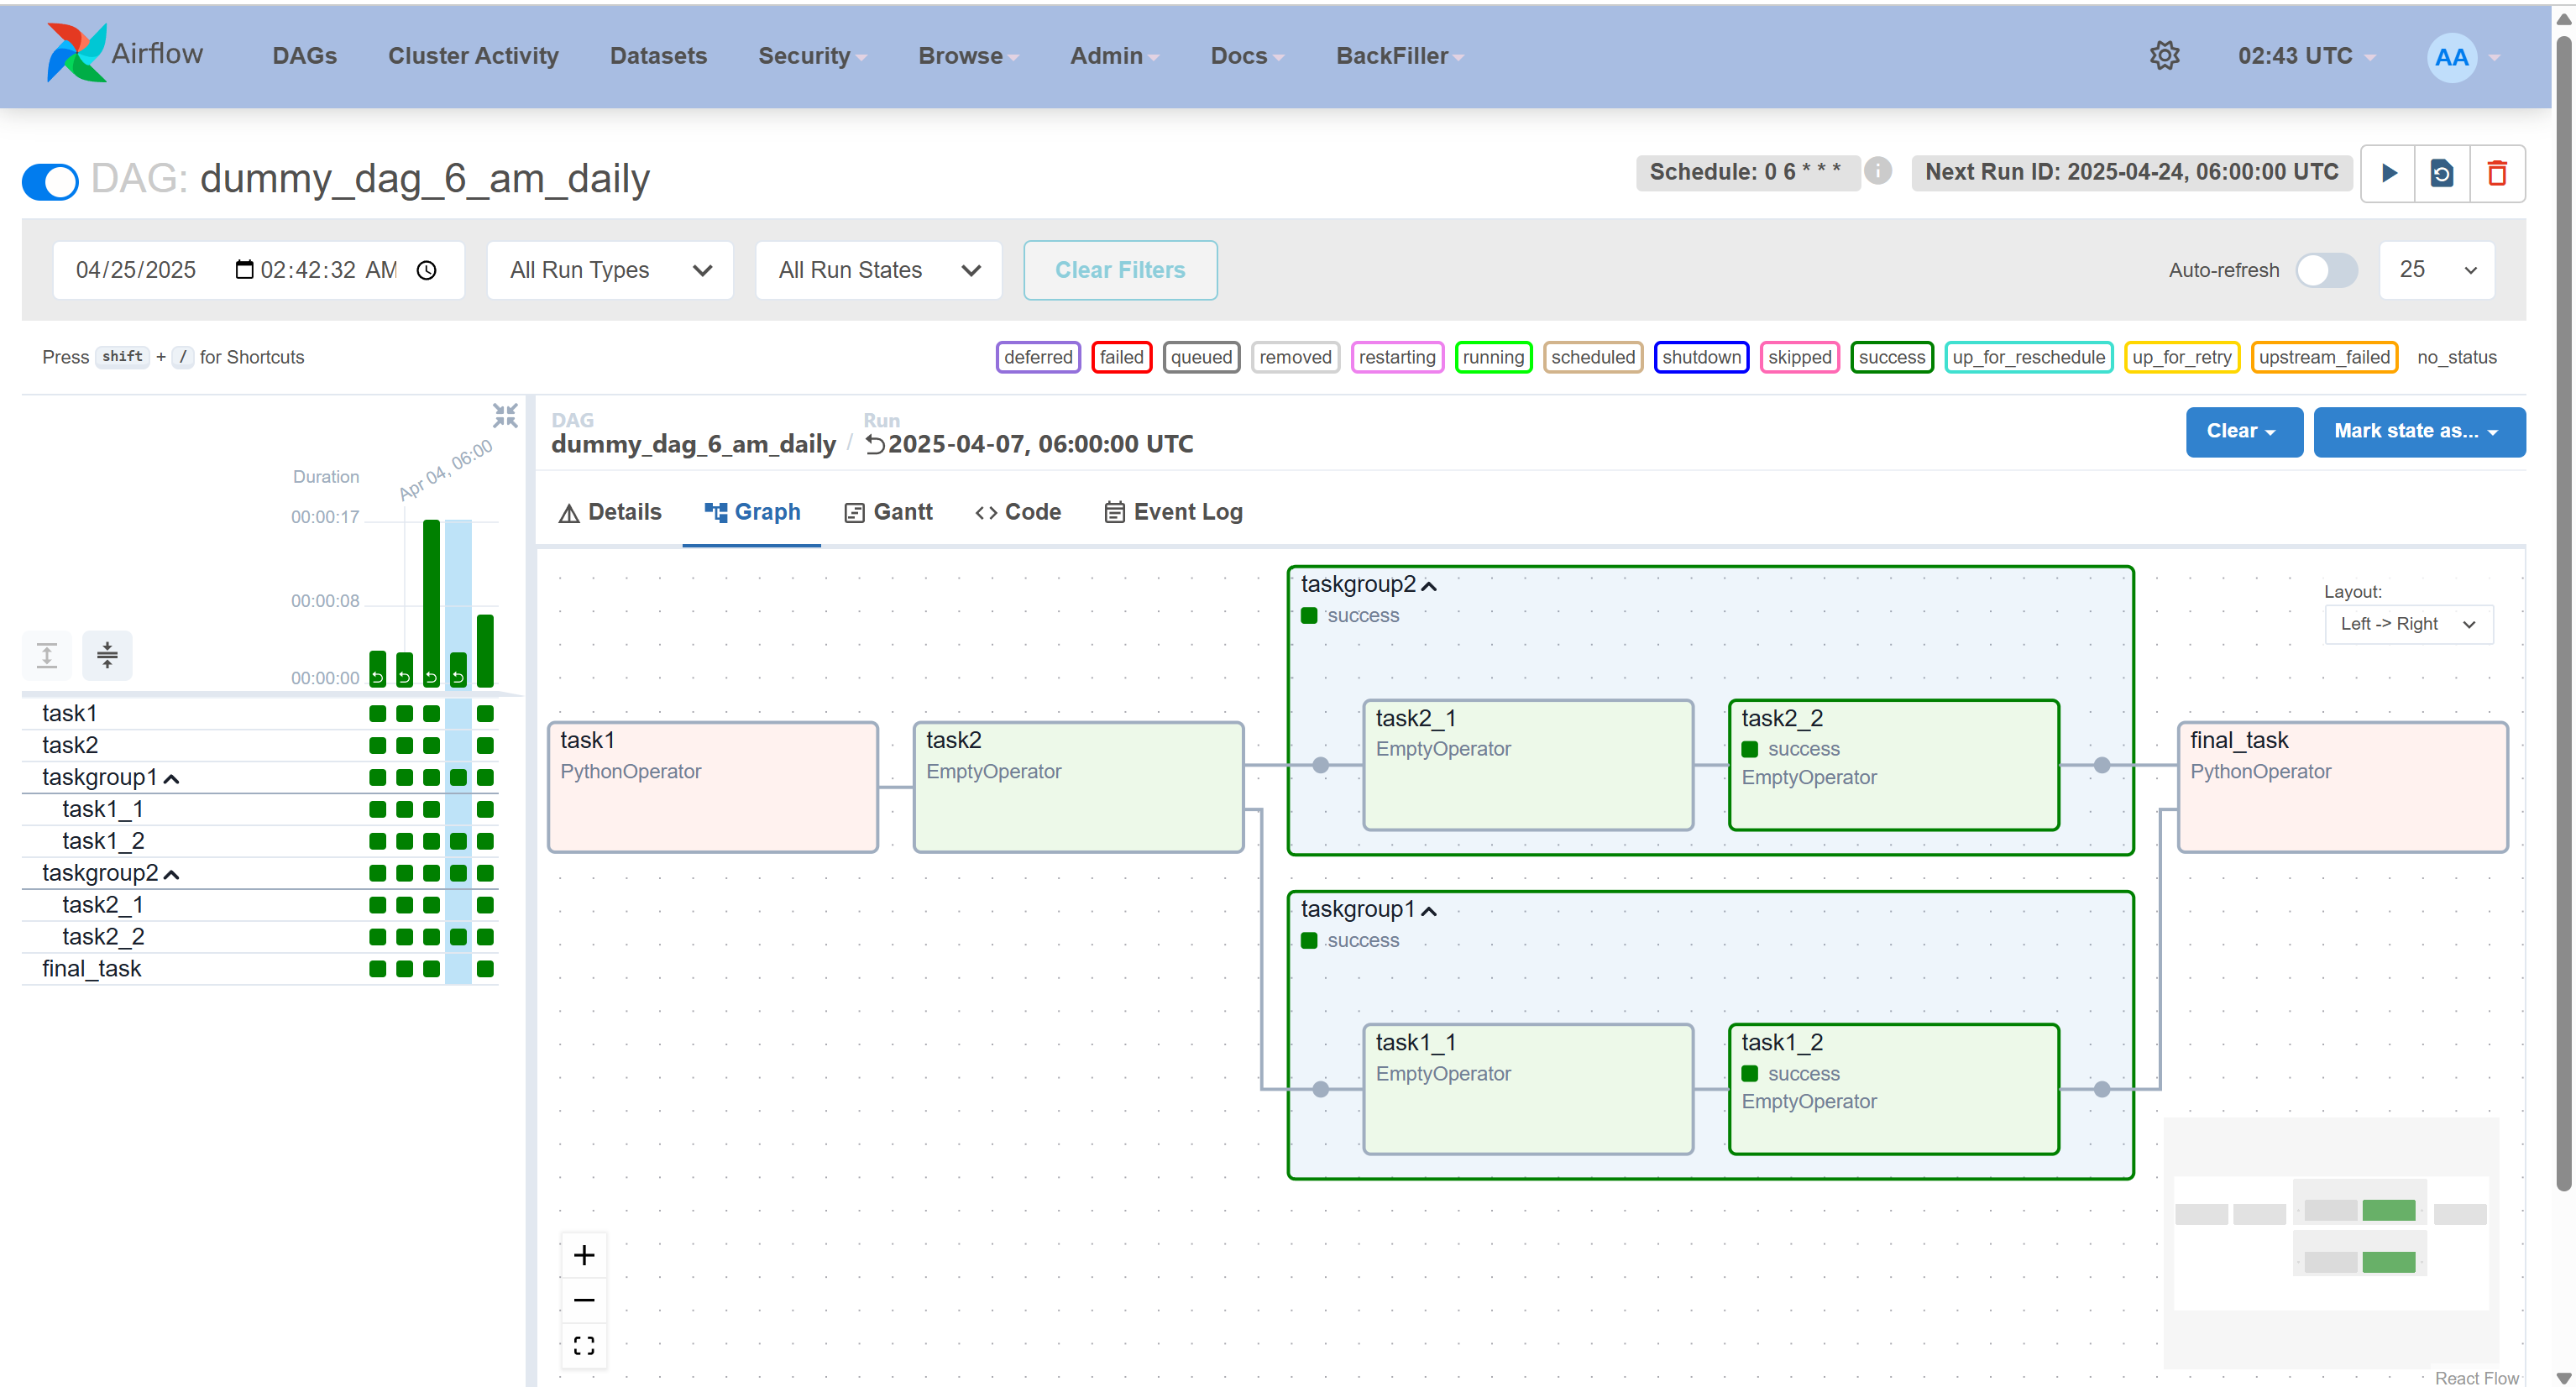 Airflow DAGs Cluster Activity Datasets Security Browse Admin Docs BackFiller 02:43 UTC AA
DAG: dummy_dag_6_am_daily
Schedule: 0 6 * * * i Next Run ID: 2025-04-24, 06:00:00 UTC
04/25/2025 02:42:32 AM All Run Types All Run States Clear Filters Auto-refresh 25
Press shift + / for Shortcuts
deferred failed queued removed restarting running scheduled shutdown skipped success up_for_reschedule up_for_retry upstream_failed no_status
Apr 04, 06:00
Duration
00:00:17
00:00:08
00:00:00
task1
task2
taskgroup1
task1_1
task1_2
taskgroup2
task2_1
task2_2
final_task
DAG
dummy_dag_6_am_daily
/
Run
2025-04-07, 06:00:00 UTC
Clear Mark state as...
Details Graph Gantt Code Event Log
Layout:
Left -> Right
task1
PythonOperator
task2
EmptyOperator
taskgroup2
success
task2_1
EmptyOperator
task2_2
success
EmptyOperator
final_task
PythonOperator
taskgroup1
success
task1_1
EmptyOperator
task1_2
success
EmptyOperator
React Flow